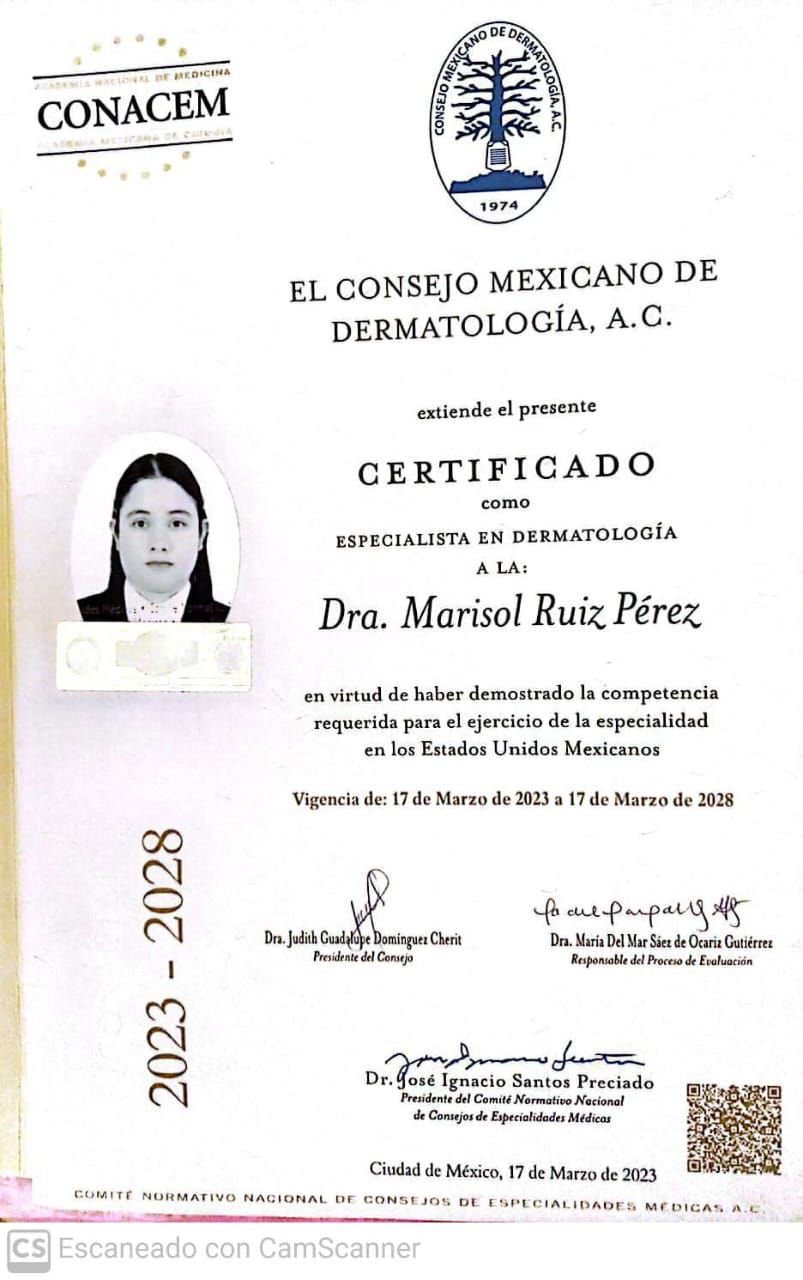 ACADEMIA NACIONAL DE MEDICINA
CONACEM
ACADEMIA MEXICANA DE CIRUGÍA
CONSEJO MEXICANO DE DERMATOLOGÍA, A.C.
1974
EL CONSEJO MEXICANO DE
DERMATOLOGÍA, A.C.
extiende el presente
CERTIFICADO
como
ESPECIALISTA EN DERMATOLOGÍA
A LA:
Dra. Marisol Ruiz Pérez
en virtud de haber demostrado la competencia
requerida para el ejercicio de la especialidad
en los Estados Unidos Mexicanos
Vigencia de: 17 de Marzo de 2023 a 17 de Marzo de 2028
2023 - 2028
Dra. Judith Guadalupe Domínguez Cherit
Presidente del Consejo
Dra. María Del Mar Sáez de Ocariz Gutiérrez
Responsable del Proceso de Evaluación
Dr. José Ignacio Santos Preciado
Presidente del Comité Normativo Nacional
de Consejos de Especialidades Médicas
Ciudad de México, 17 de Marzo de 2023
COMITÉ NORMATIVO NACIONAL DE CONSEJOS DE ESPECIALIDADES MÉDICAS A.C.
CS Escaneado con CamScanner